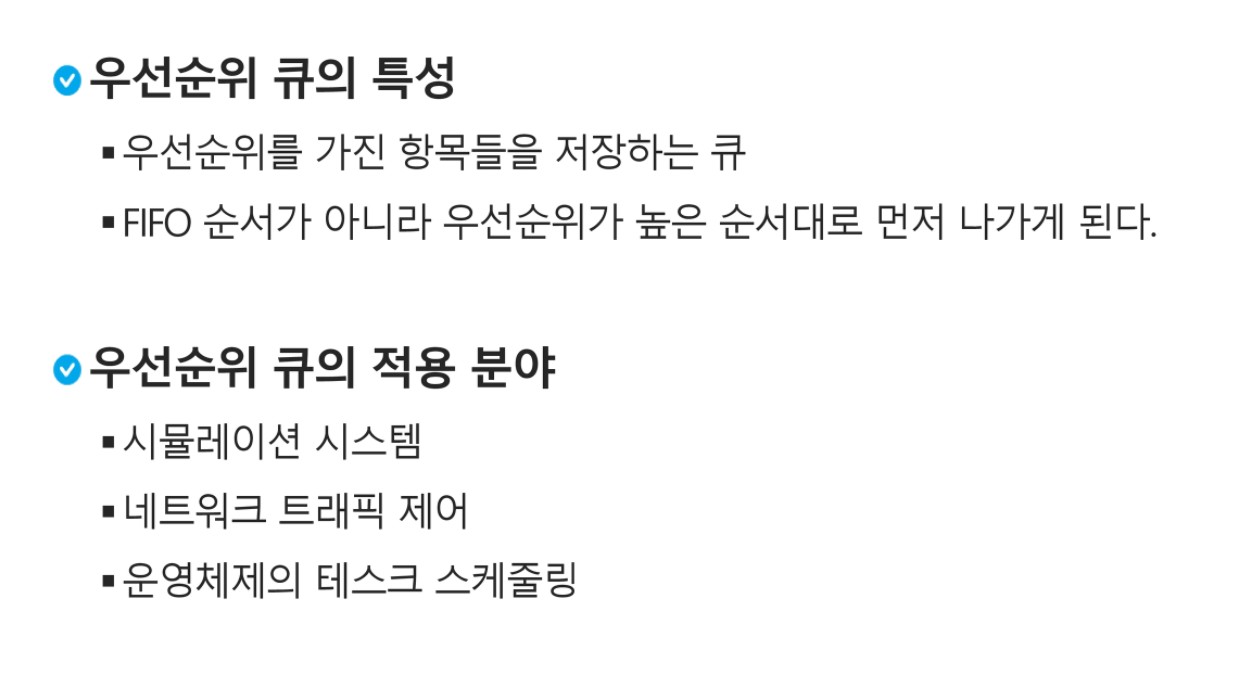 우선순위 큐의 특성
▪ 우선순위를 가진 항목들을 저장하는 큐
▪ FIFO 순서가 아니라 우선순위가 높은 순서대로 먼저 나가게 된다.
우선순위 큐의 적용 분야
▪ 시뮬레이션 시스템
▪ 네트워크 트래픽 제어
▪ 운영체제의 테스크 스케줄링